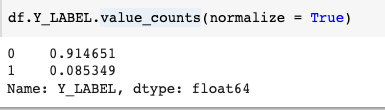 df.Y_LABEL.value_counts(normalize = True)
0    0.914651
1    0.085349
Name: Y_LABEL, dtype: float64